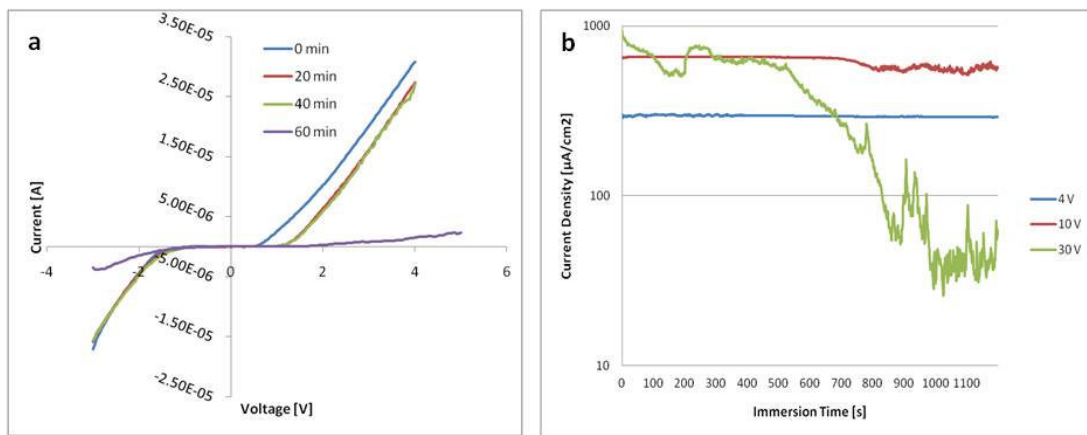 a
3.50E-05
2.50E-05
1.50E-05
5.00E-06
-5.00E-06
-1.50E-05
-2.50E-05
-4
-2
0
2
4
6
0 min
20 min
40 min
60 min
Current [A]
Voltage [V]
b
1000
100
10
0 100 200 300 400 500 600 700 800 900 1000 1100
Current Density [µA/cm2]
Immersion Time [s]
4 V
10 V
30 V